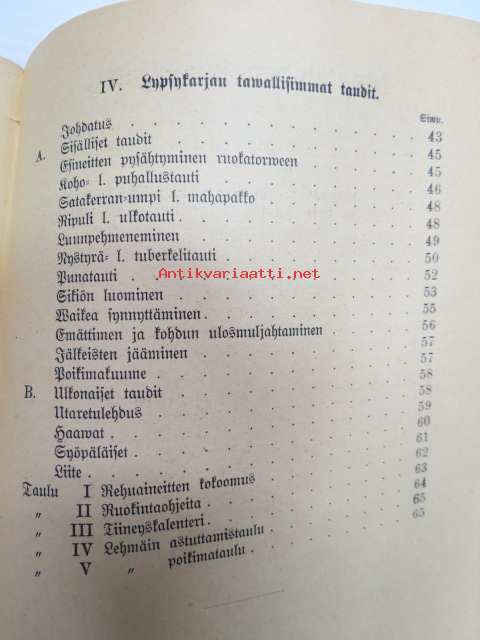 IV. Lypsykarjan tawallisimmat taudit.
Siwu.
Johdatus . . . . . . . . . . 43
A. Sisälliset taudit . . . . . . . . . 45
Esineitten pysähtyminen ruokatorween . . . . . 45
Koho- l. puhallustauti . . . . . . . . 46
Satakerran-umpi l. mahapakko . . . . . . 48
Ripuli l. ulkotauti . . . . . . . . 48
Luunpehmeneminen . . . . . . . . 49
Nystyrä- l. tuberkelitauti . . . . . . . 50
Punatauti . . . . . . . . . . 52
Antikvariaatti.net
Sikiön luominen . . . . . . . . 53
Waikea synnyttäminen . . . . . . . 55
Emättimen ja kohdun ulosmuljahtaminen . . . . 56
Jälkeisten jääminen . . . . . . . . 57
Poikimakuume . . . . . . . . . 57
B. Ulkonaiset taudit . . . . . . . . . 58
Utaretulehdus . . . . . . . . . 58
Haawat . . . . . . . . . . 59
Syöpäläiset . . . . . . . . . 60
Liite . . . . . . . . . . 61
Taulu I Rehuaineitten kokoomus . . . . . . 62
„ II Ruokintaohjeita . . . . . . . 63
„ III Tiineyskalenteri . . . . . . . 64
„ IV Lehmäin astuttamistaulu . . . . . . 65
„ V „ poikimataulu . . . . . . 65